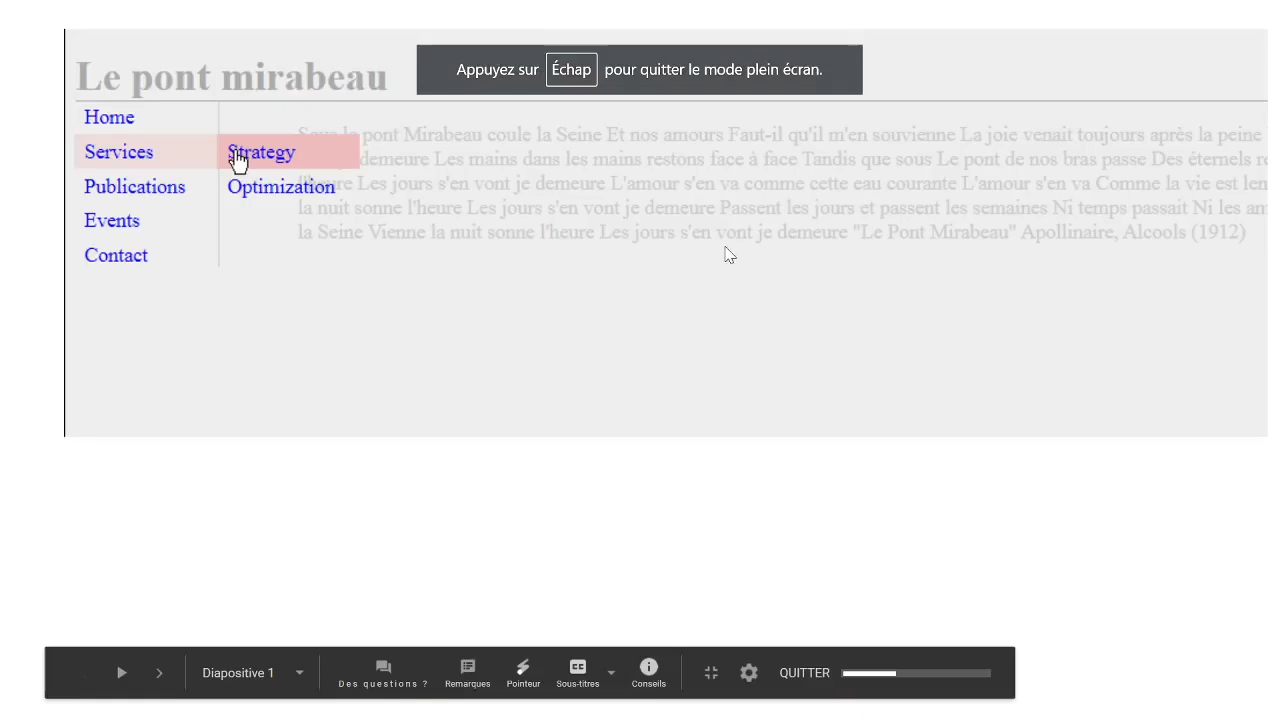 Appuyez sur Échap pour quitter le mode plein écran.
Le pont mirabeau
Home
Services
Publications
Events
Contact
Strategy
Optimization
pont Mirabeau coule la Seine Et nos amours Faut-il qu'il m'en souvienne La joie venait toujours après la peine
demeure Les mains dans les mains restons face à face Tandis que sous Le pont de nos bras passe Des éternels
l'heure Les jours s'en vont je demeure L'amour s'en va comme cette eau courante L'amour s'en va Comme la vie est
la nuit sonne l'heure Les jours s'en vont je demeure Passent les jours et passent les semaines Ni temps passait Ni les
la Seine Vienne la nuit sonne l'heure Les jours s'en vont je demeure "Le Pont Mirabeau" Apollinaire, Alcools (1912)
Diapositive 1
Des questions ?
Remarques
Pointeur
CC
Sous-titres
Conseils
QUITTER